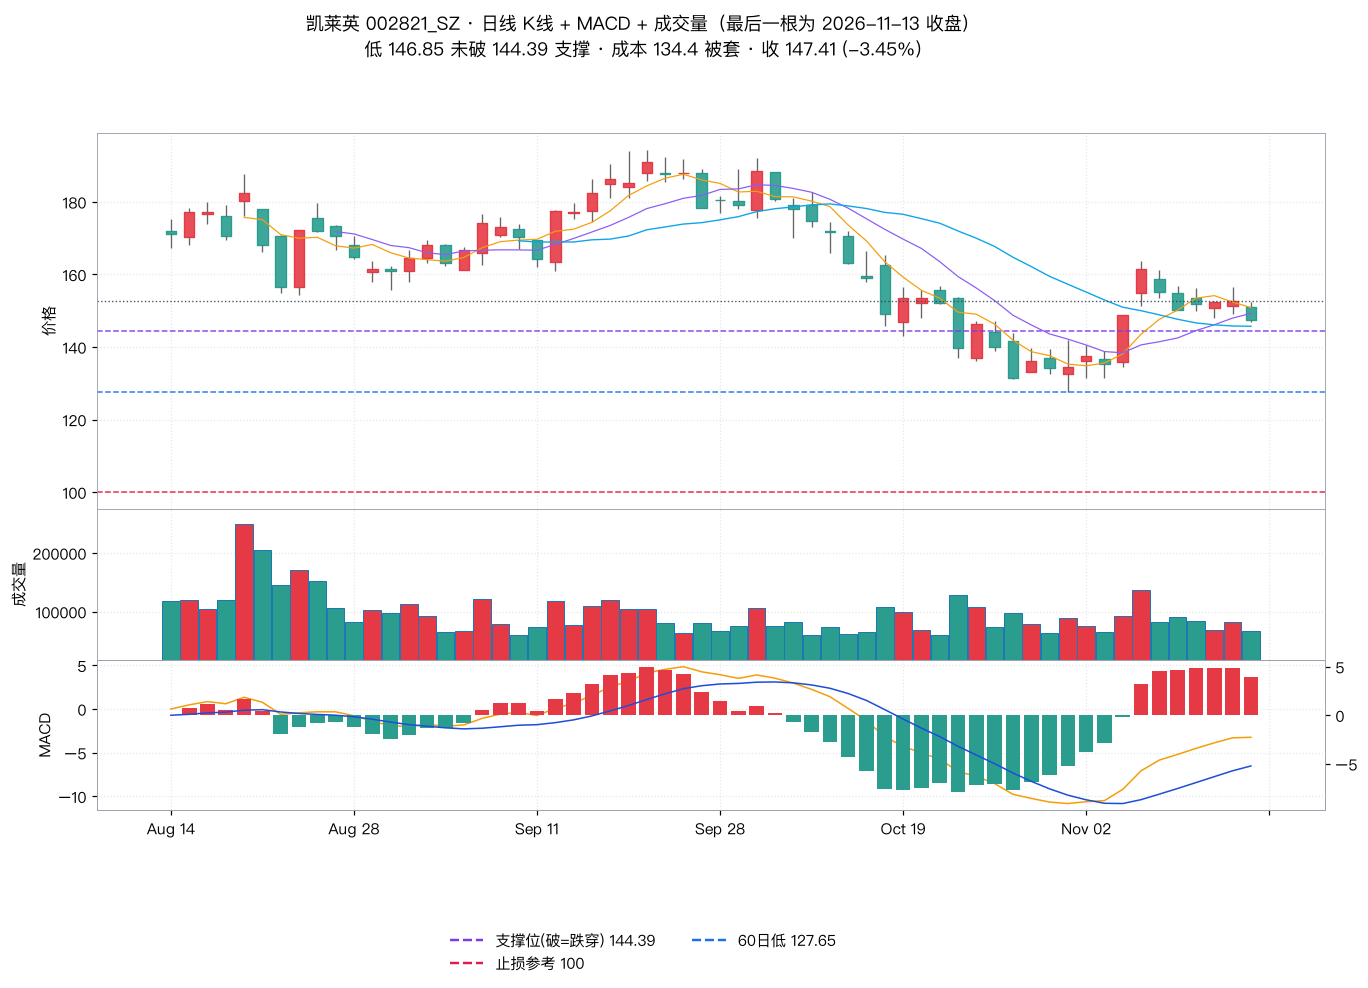 凯莱英 002821_SZ · 日线 K线 + MACD + 成交量（最后一根为 2026-11-13 收盘）
低 146.85 未破 144.39 支撑 · 成本 134.4 被套 · 收 147.41 (-3.45%)
价格
180
160
140
120
100
成交量
200000
100000
MACD
5
0
-5
-10
5
0
-5
Aug 14
Aug 28
Sep 11
Sep 28
Oct 19
Nov 02
支撑位(破=跌穿) 144.39
60日低 127.65
止损参考 100